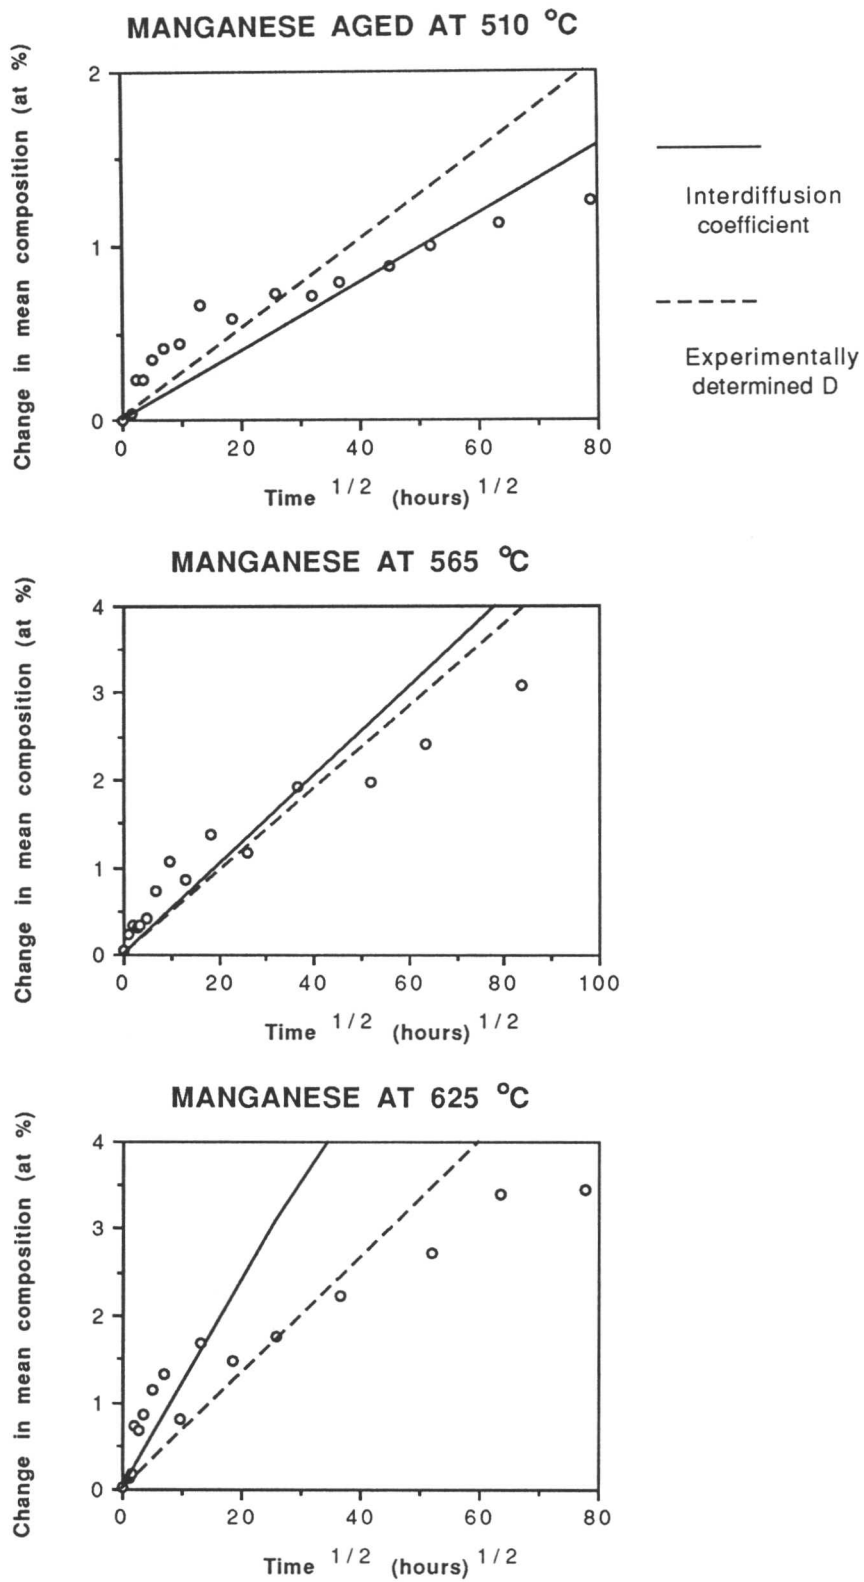 MANGANESE AGED AT 510 °C
Change in mean composition (at %)
2
1
0
0 20 40 60 80
Time 1/2 (hours) 1/2
Interdiffusion
coefficient
Experimentally
determined D
MANGANESE AT 565 °C
Change in mean composition (at %)
4
3
2
1
0
0 20 40 60 80 100
Time 1/2 (hours) 1/2
MANGANESE AT 625 °C
Change in mean composition (at %)
4
3
2
1
0
0 20 40 60 80
Time 1/2 (hours) 1/2